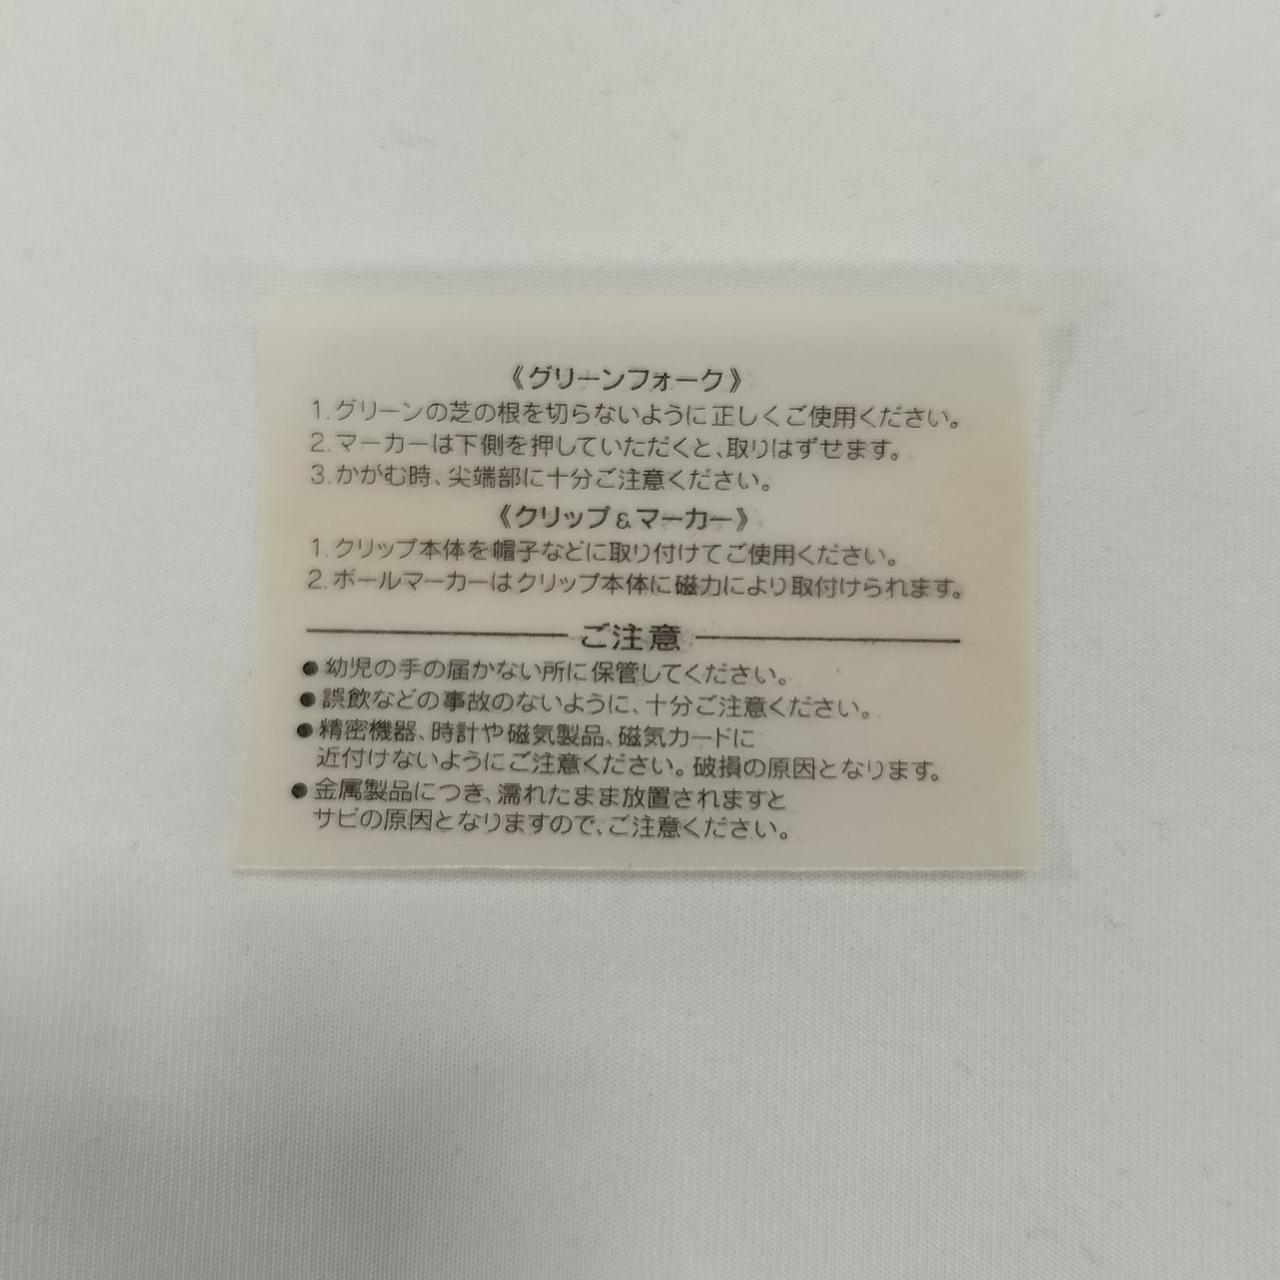 《グリーンフォーク》
1.グリーンの芝の根を切らないように正しくご使用ください。
2.マーカーは下側を押していただくと、取りはずせます。
3.かがむ時、尖端部に十分ご注意ください。
《クリップ&マーカー》
1.クリップ本体を帽子などに取り付けてご使用ください。
2.ボールマーカーはクリップ本体に磁力により取付けられます。
ご注意
●幼児の手の届かない所に保管してください。
●誤飲などの事故のないように、十分ご注意ください。
●精密機器、時計や磁気製品、磁気カードに
近付けないようにご注意ください。破損の原因となります。
●金属製品につき、濡れたまま放置されますと
サビの原因となりますので、ご注意ください。